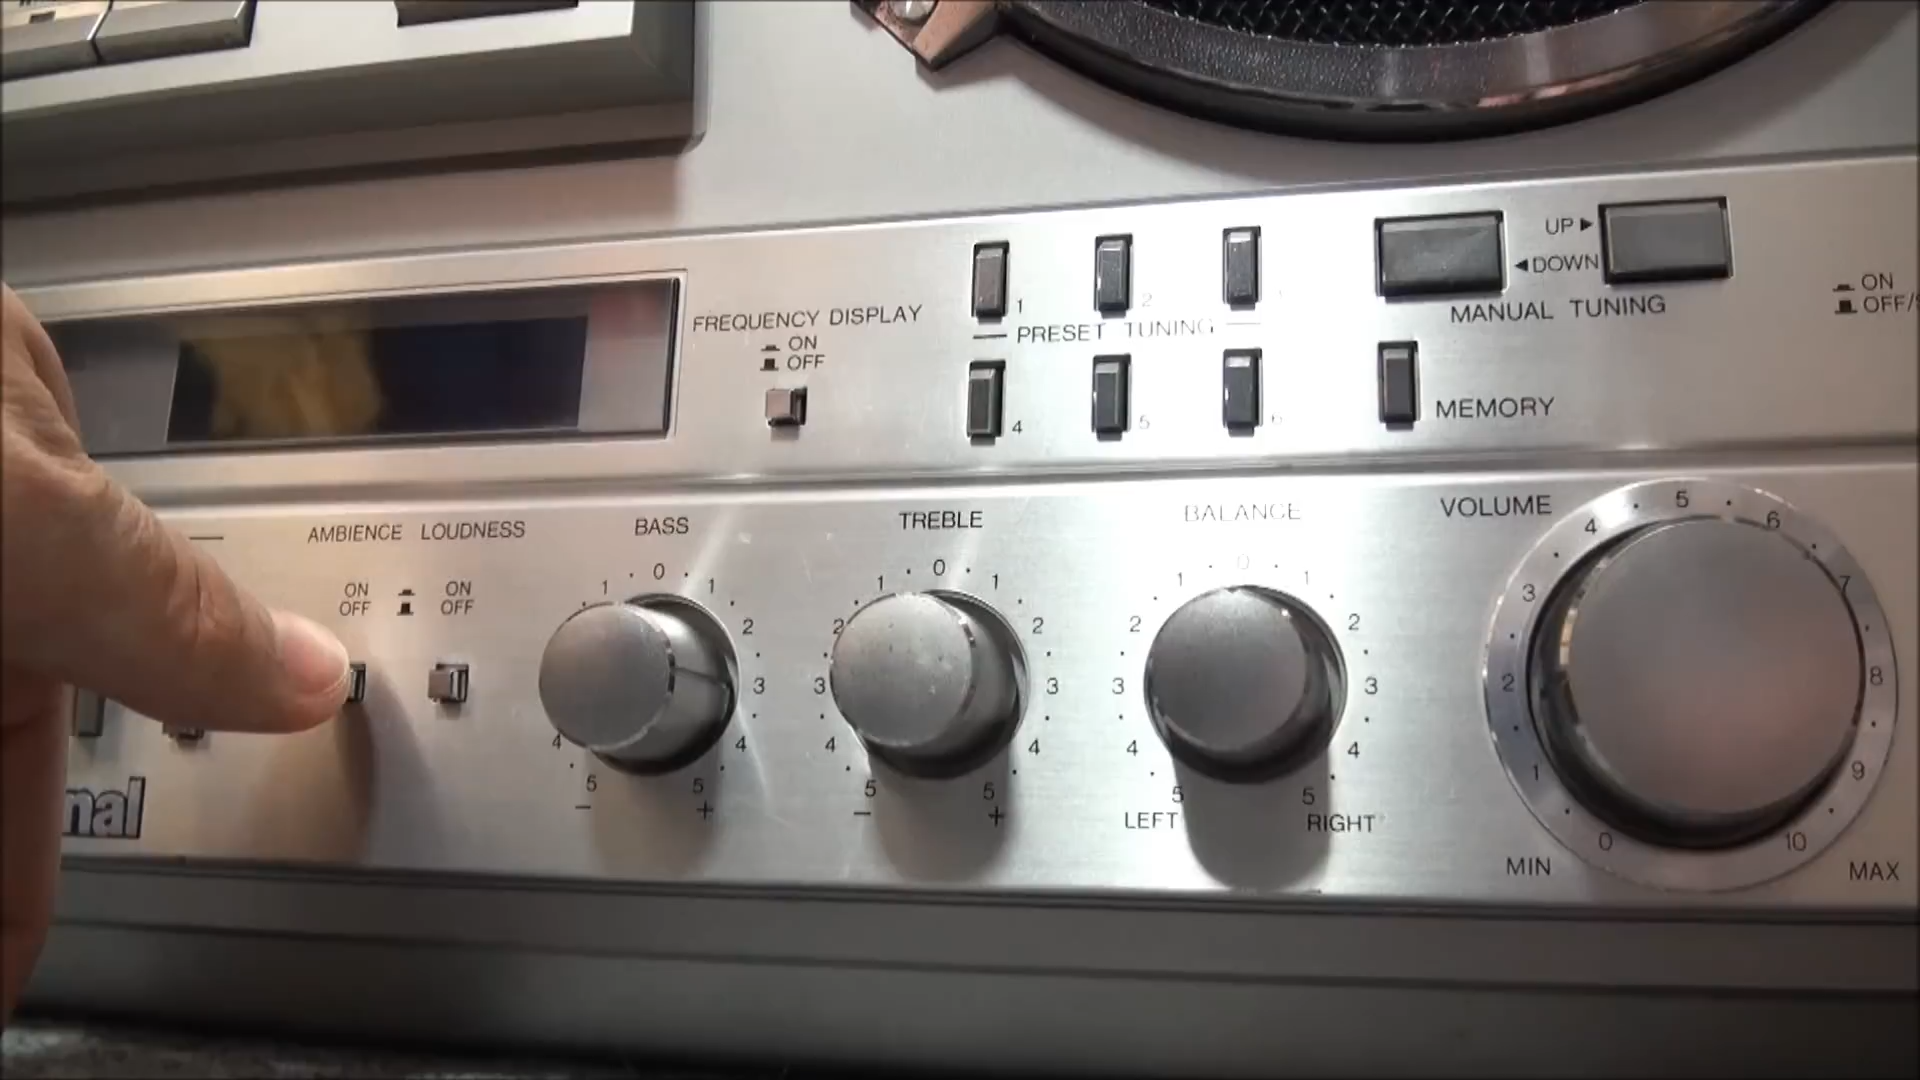 FREQUENCY DISPLAY
ON
OFF
1
2
PRESET TUNING
4
5
6
UP ▶
◀ DOWN
MANUAL TUNING
MEMORY
ON
OFF/
AMBIENCE
ON
OFF
LOUDNESS
ON
OFF
BASS
1 0 1
2
3
4 4
5 5
- +
TREBLE
1 0 1
2 2
3 3
4 4
5 5
- +
BALANCE
1 0 1
2 2
3 3
4 4
5 5
LEFT RIGHT
VOLUME
0 1 2 3 4 5 6 7 8 9 10
MIN MAX
nal